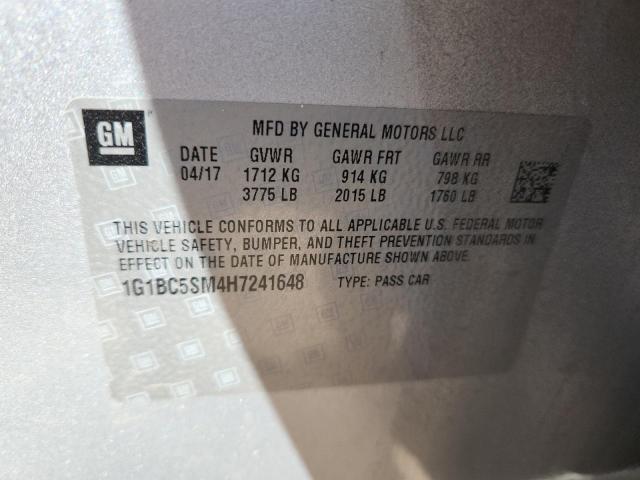 GM
MFD BY GENERAL MOTORS LLC
DATE GVWR GAWR FRT GAWR RR
04/17 1712 KG 914 KG 798 KG
3775 LB 2015 LB 1760 LB
THIS VEHICLE CONFORMS TO ALL APPLICABLE U.S. FEDERAL MOTOR
VEHICLE SAFETY, BUMPER, AND THEFT PREVENTION STANDARDS IN
EFFECT ON THE DATE OF MANUFACTURE SHOWN ABOVE.
1G1BC5SM4H7241648 TYPE: PASS CAR